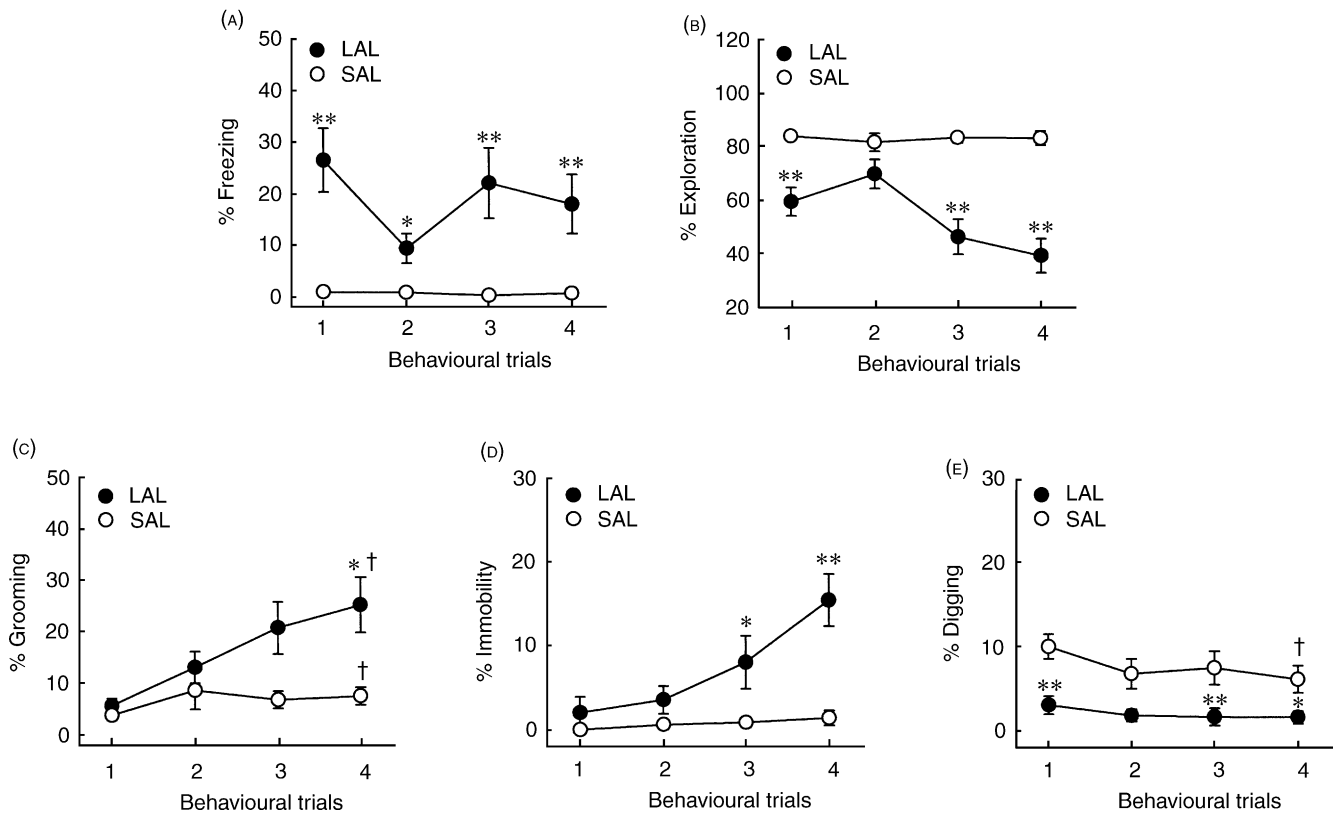 (A)
50
40
30
20
10
0
% Freezing
LAL
SAL
**
*
**
**
1 2 3 4
Behavioural trials
(B)
120
100
80
60
40
20
% Exploration
LAL
SAL
**
**
**
1 2 3 4
Behavioural trials
(C)
50
40
30
20
10
0
% Grooming
LAL
SAL
* †
†
1 2 3 4
Behavioural trials
(D)
30
20
10
0
% Immobility
LAL
SAL
*
**
1 2 3 4
Behavioural trials
(E)
30
20
10
0
% Digging
LAL
SAL
†
**
**
*
1 2 3 4
Behavioural trials